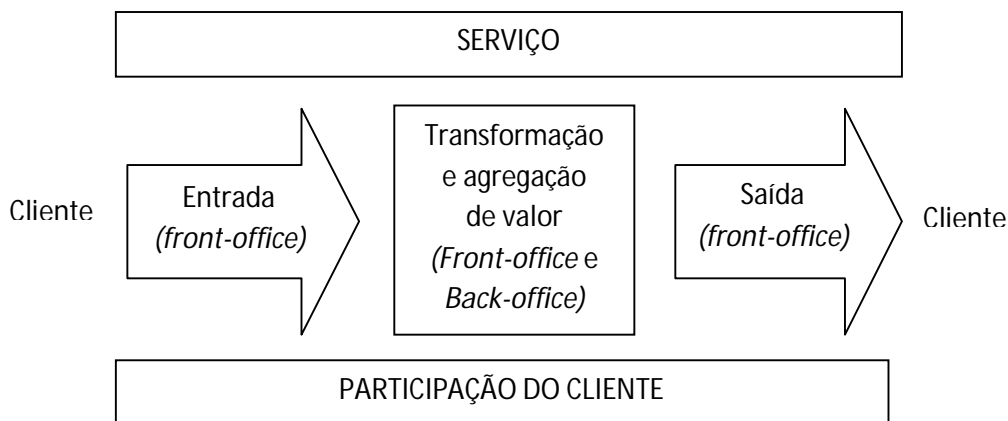 SERVIÇO
Cliente
Entrada
(front-office)
Transformação
e agregação
de valor
(Front-office e
Back-office)
Saída
(front-office)
Cliente
PARTICIPAÇÃO DO CLIENTE